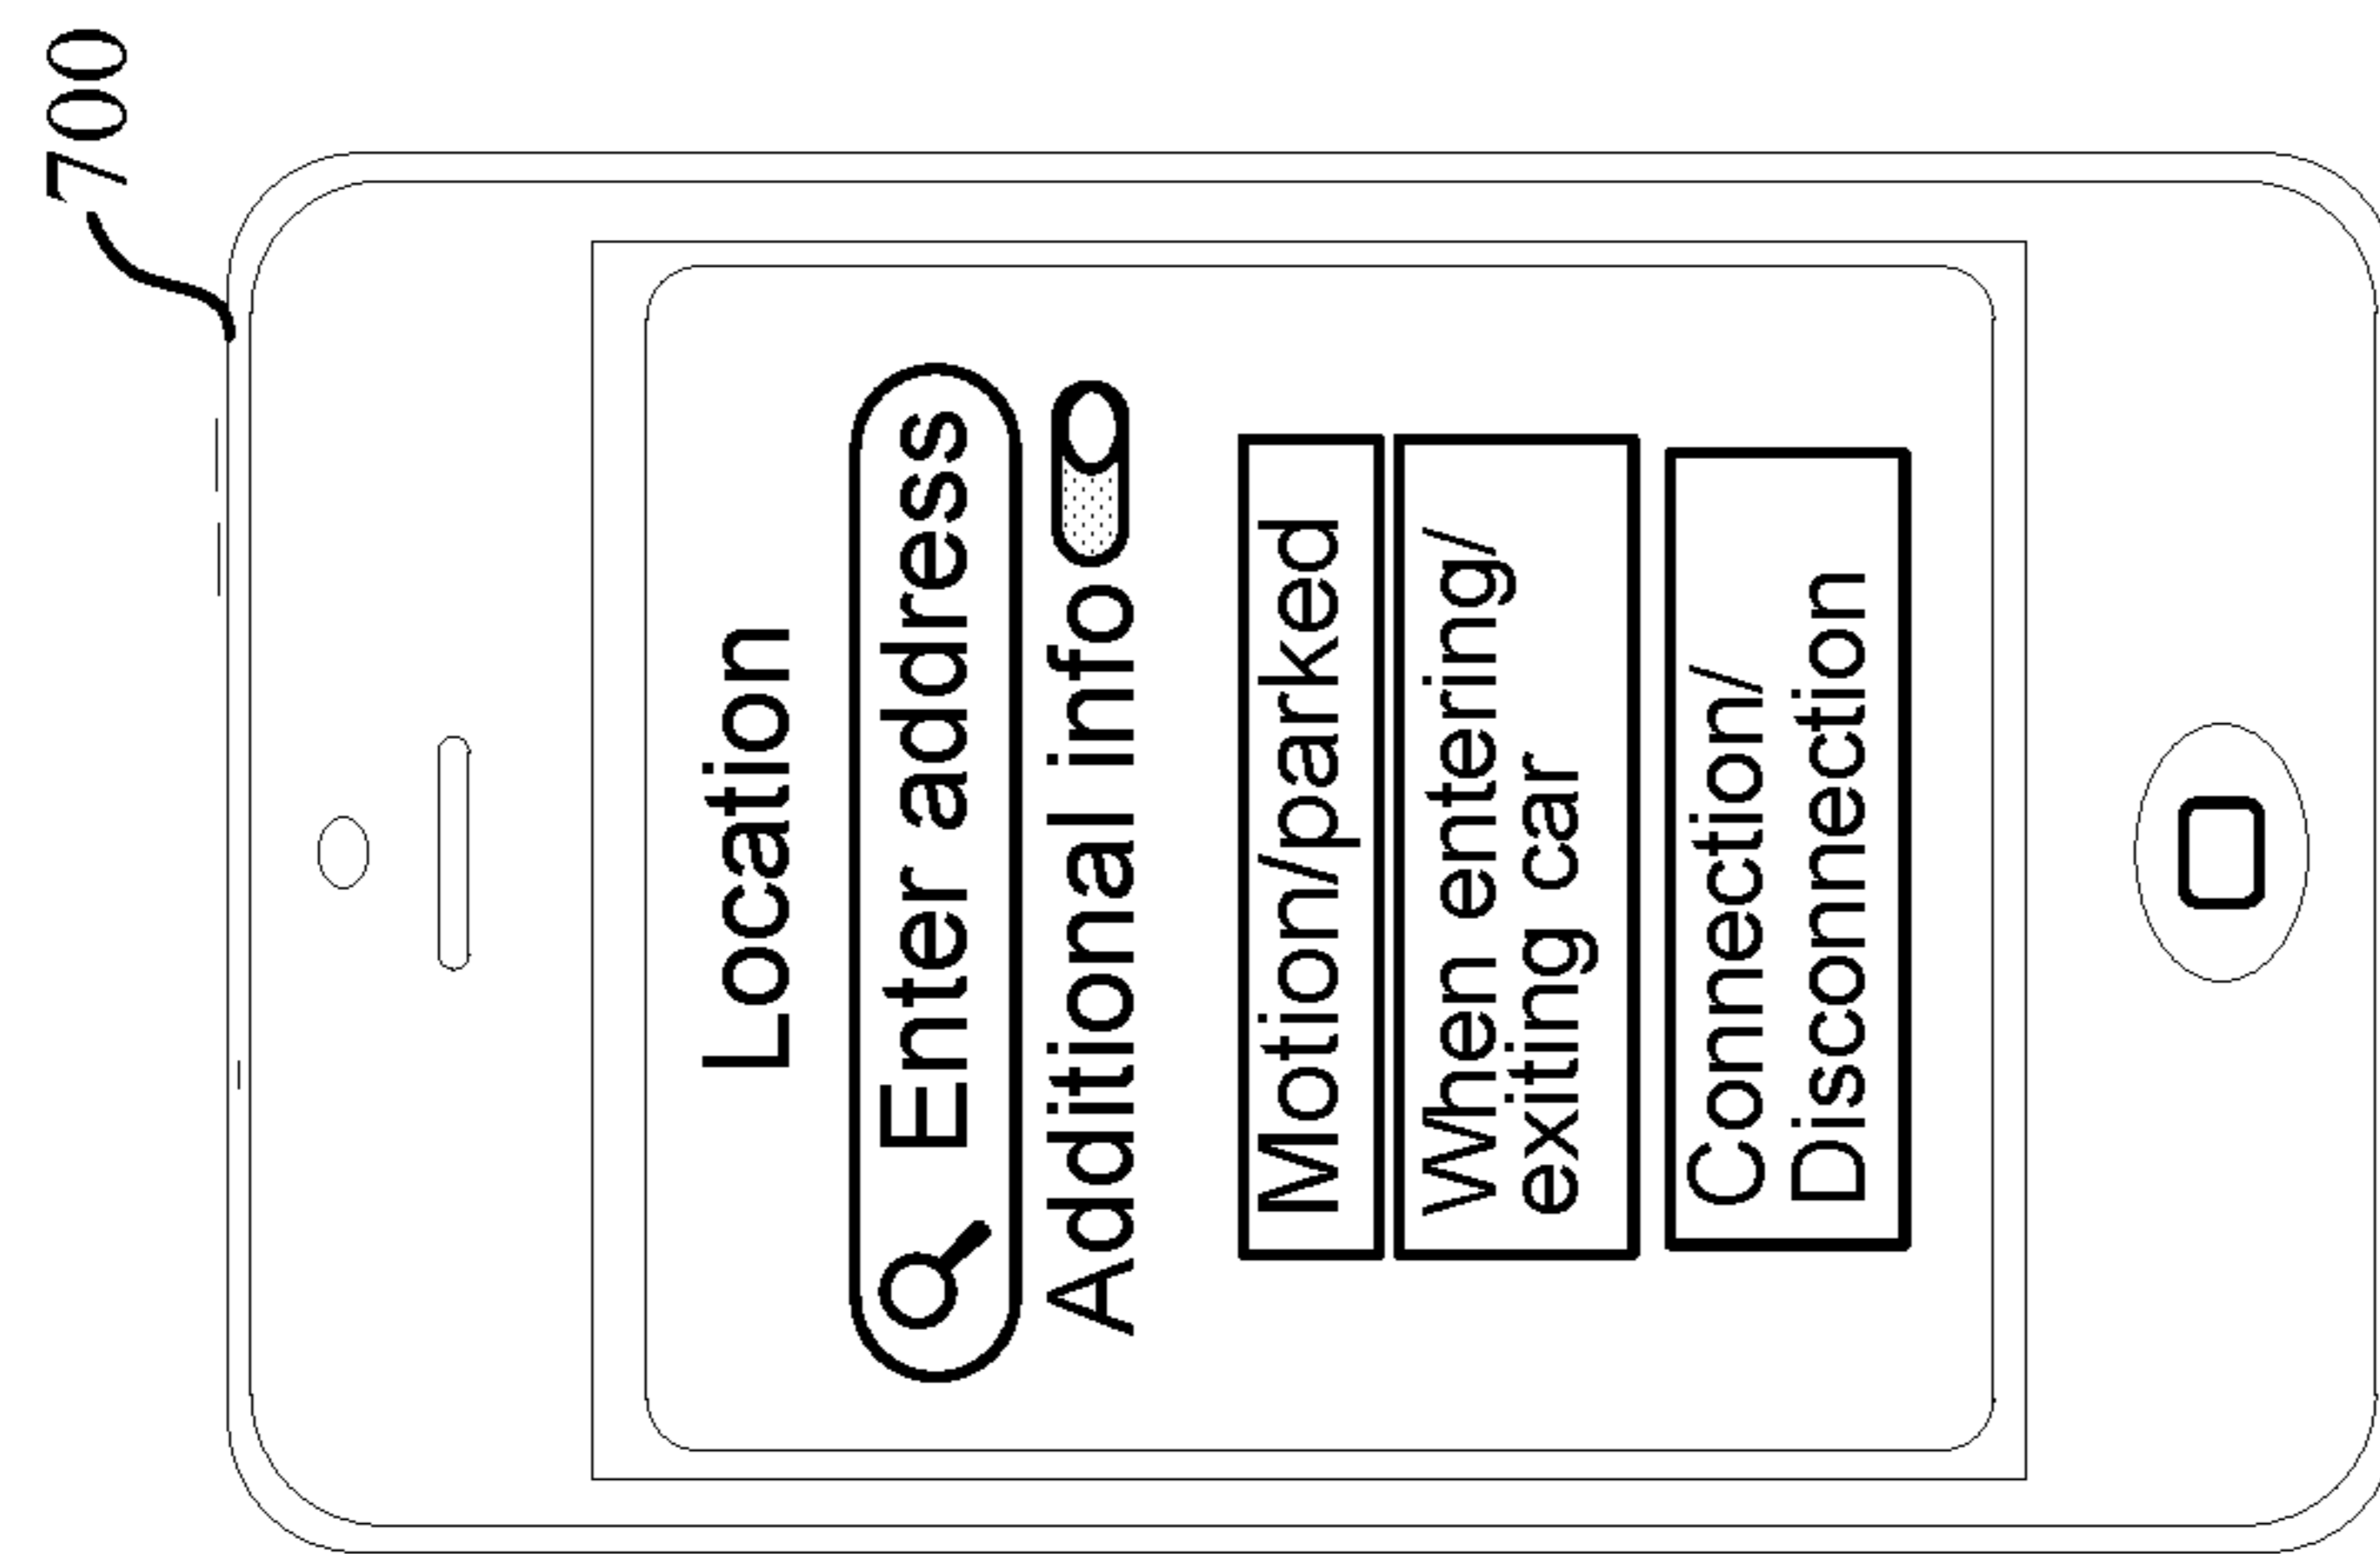 700
Location
Enter address
Additional info
Motion/parked
When entering/
exiting car
Connection/
Disconnection